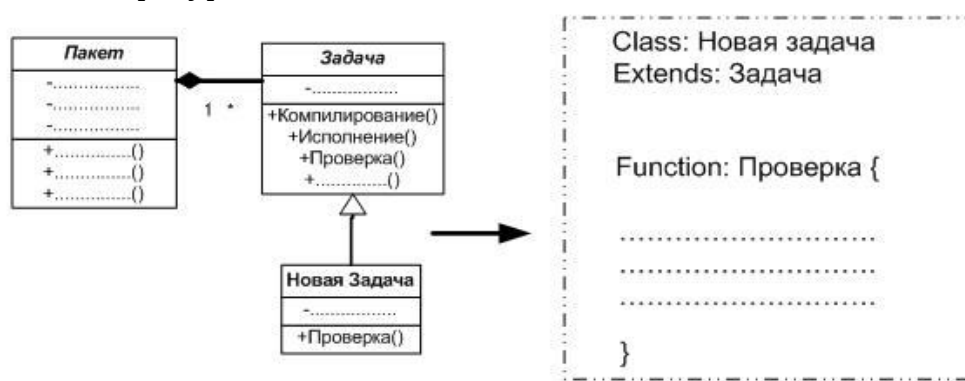 Пакет
-................
-................
-................
+..............()
+..............()
+..............()
1 *
Задача
-................
+Компилирование()
+Исполнение()
+Проверка()
+..............()
Новая Задача
-................
+Проверка()
Class: Новая задача
Extends: Задача
Function: Проверка {
............................
............................
............................
}